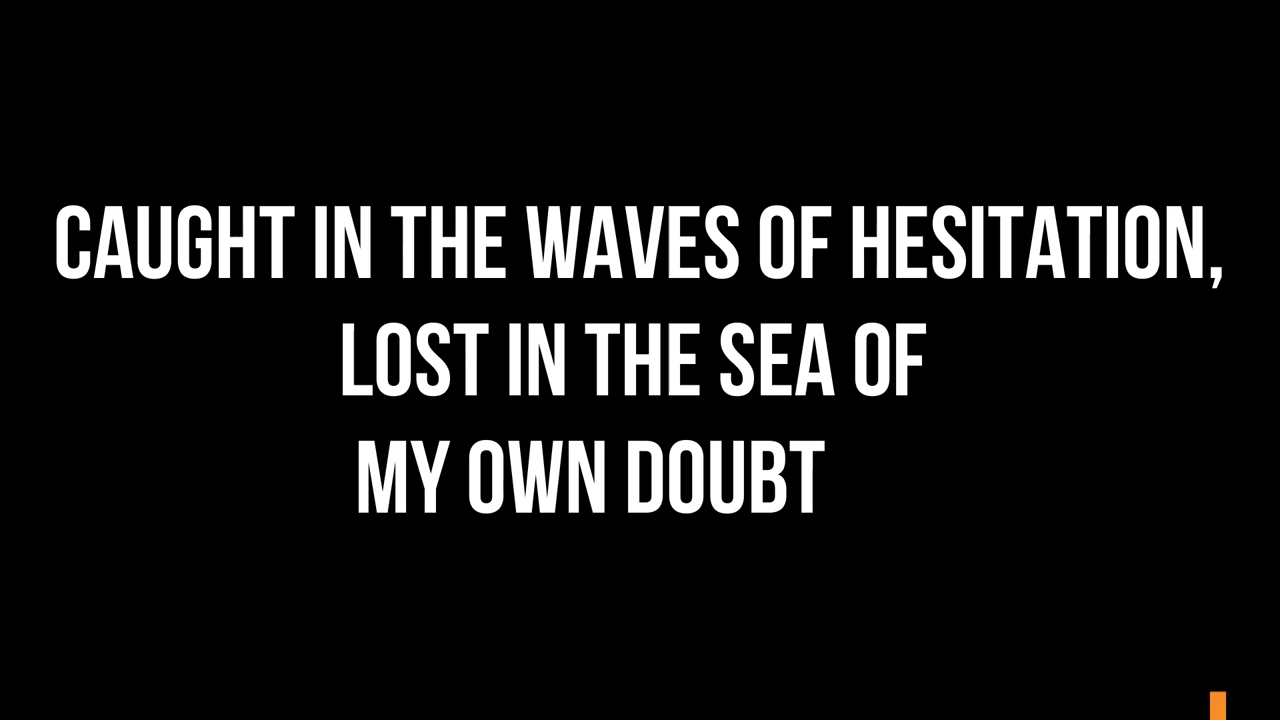 CAUGHT IN THE WAVES OF HESITATION,
LOST IN THE SEA OF
MY OWN DOUBT